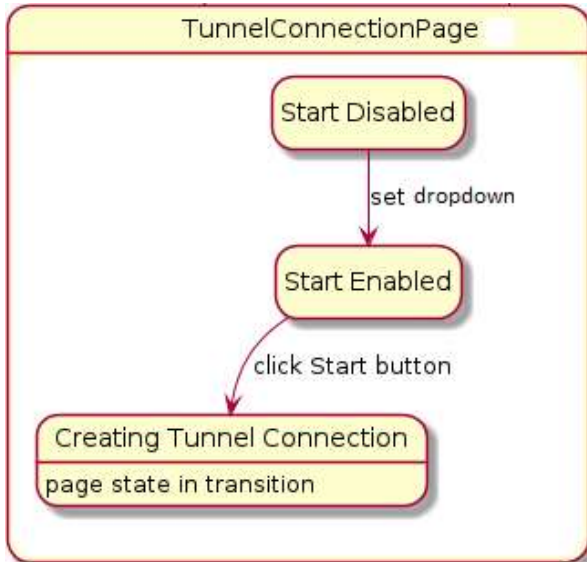 TunnelConnectionPage
Start Disabled
set dropdown
Start Enabled
click Start button
Creating Tunnel Connection
page state in transition